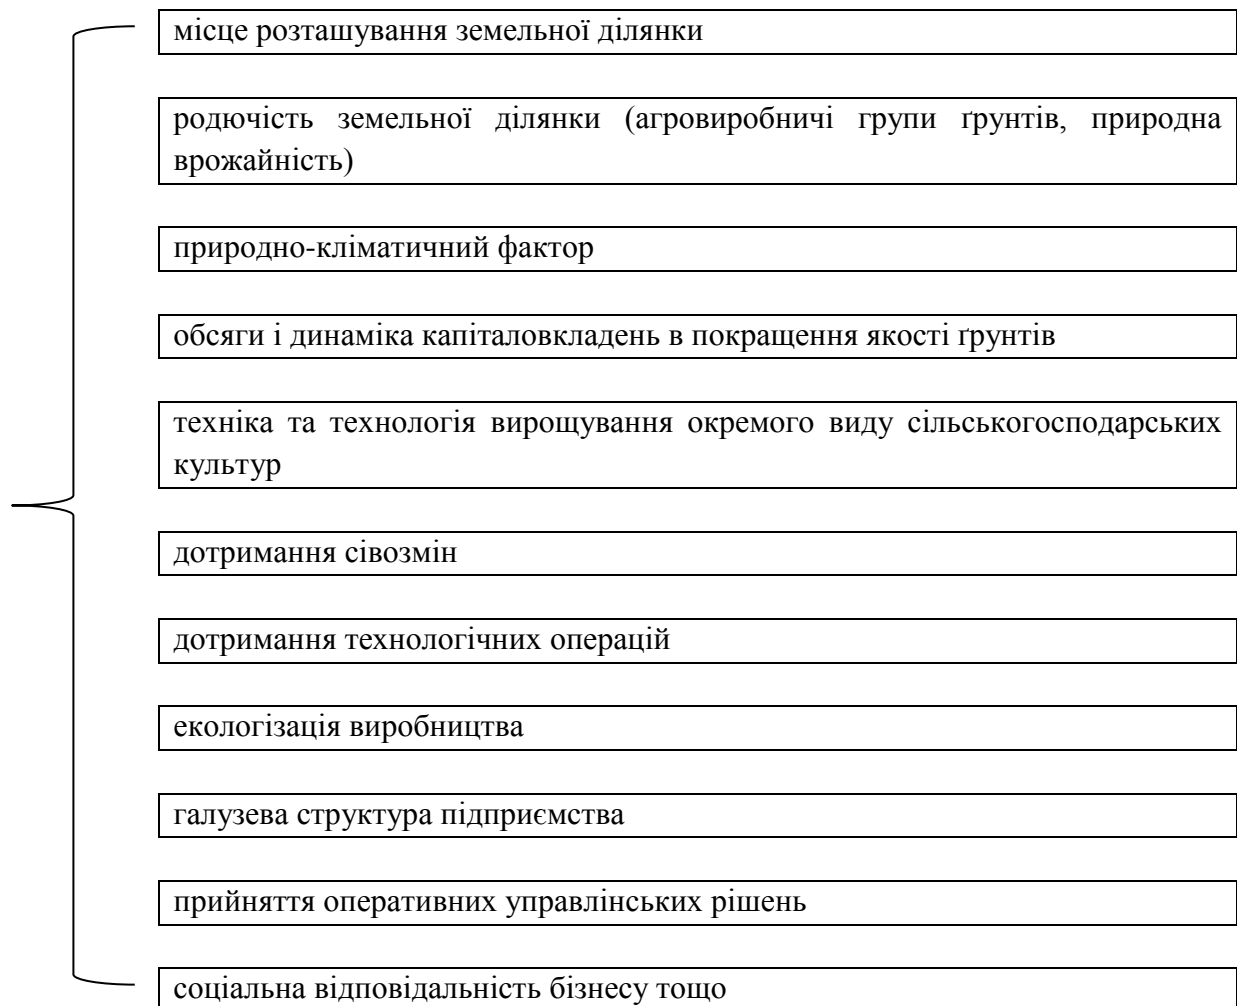 місце розташування земельної ділянки
родючість земельної ділянки (агровиробничі групи ґрунтів, природна
врожайність)
природно-кліматичний фактор
обсяги і динаміка капіталовкладень в покращення якості ґрунтів
техніка та технологія вирощування окремого виду сільськогосподарських
культур
дотримання сівозмін
дотримання технологічних операцій
екологізація виробництва
галузева структура підприємства
прийняття оперативних управлінських рішень
соціальна відповідальність бізнесу тощо